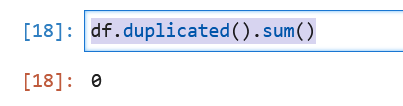 [18]: df.duplicated().sum()
[18]: 0